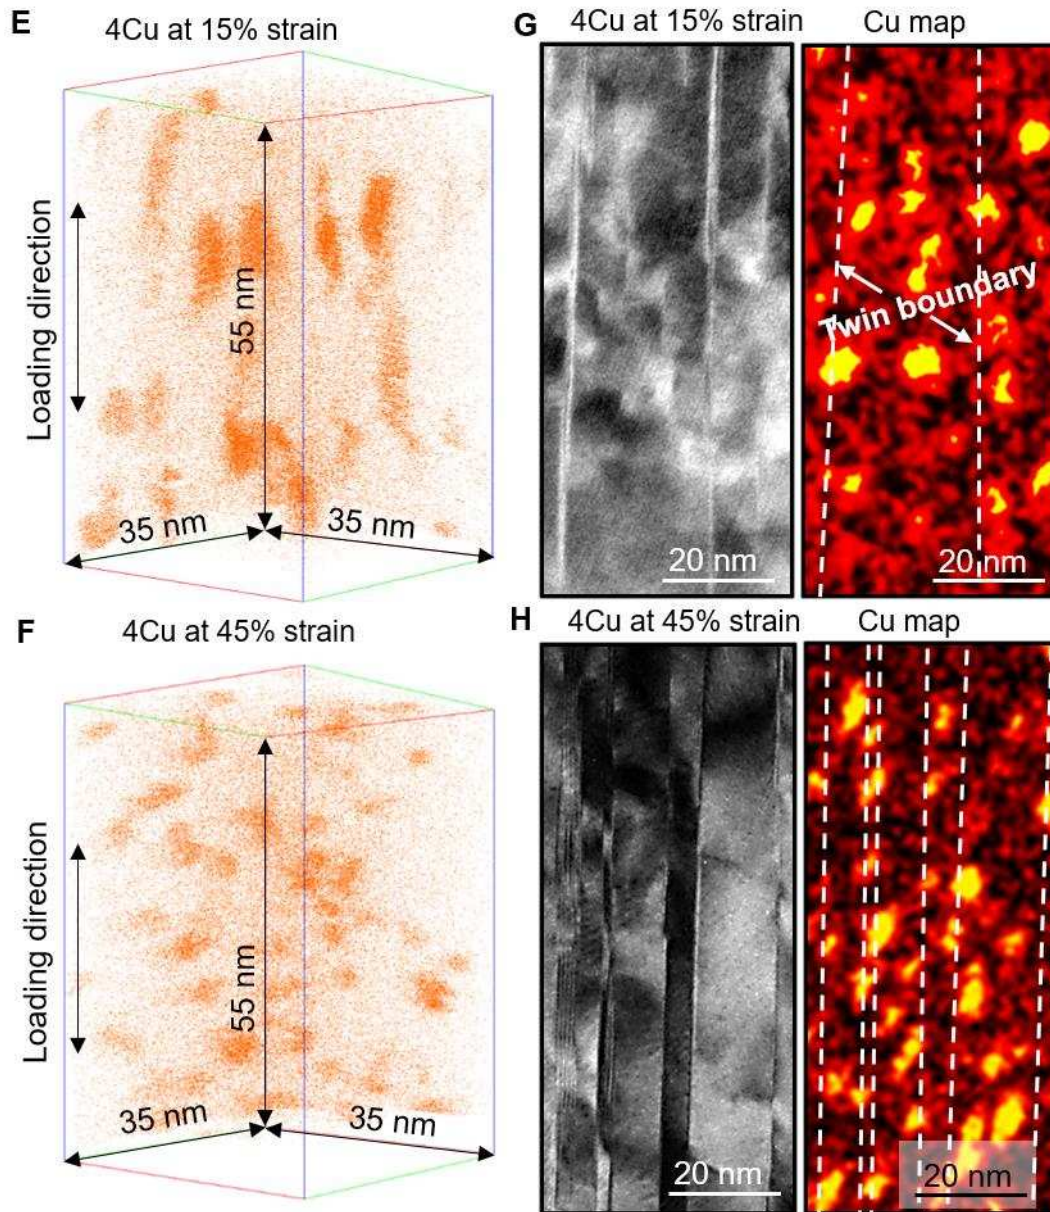 E
4Cu at 15% strain
Loading direction
55 nm
35 nm
35 nm
G
4Cu at 15% strain
Cu map
Twin boundary
20 nm
20 nm
F
4Cu at 45% strain
Loading direction
55 nm
35 nm
35 nm
H
4Cu at 45% strain
Cu map
20 nm
20 nm